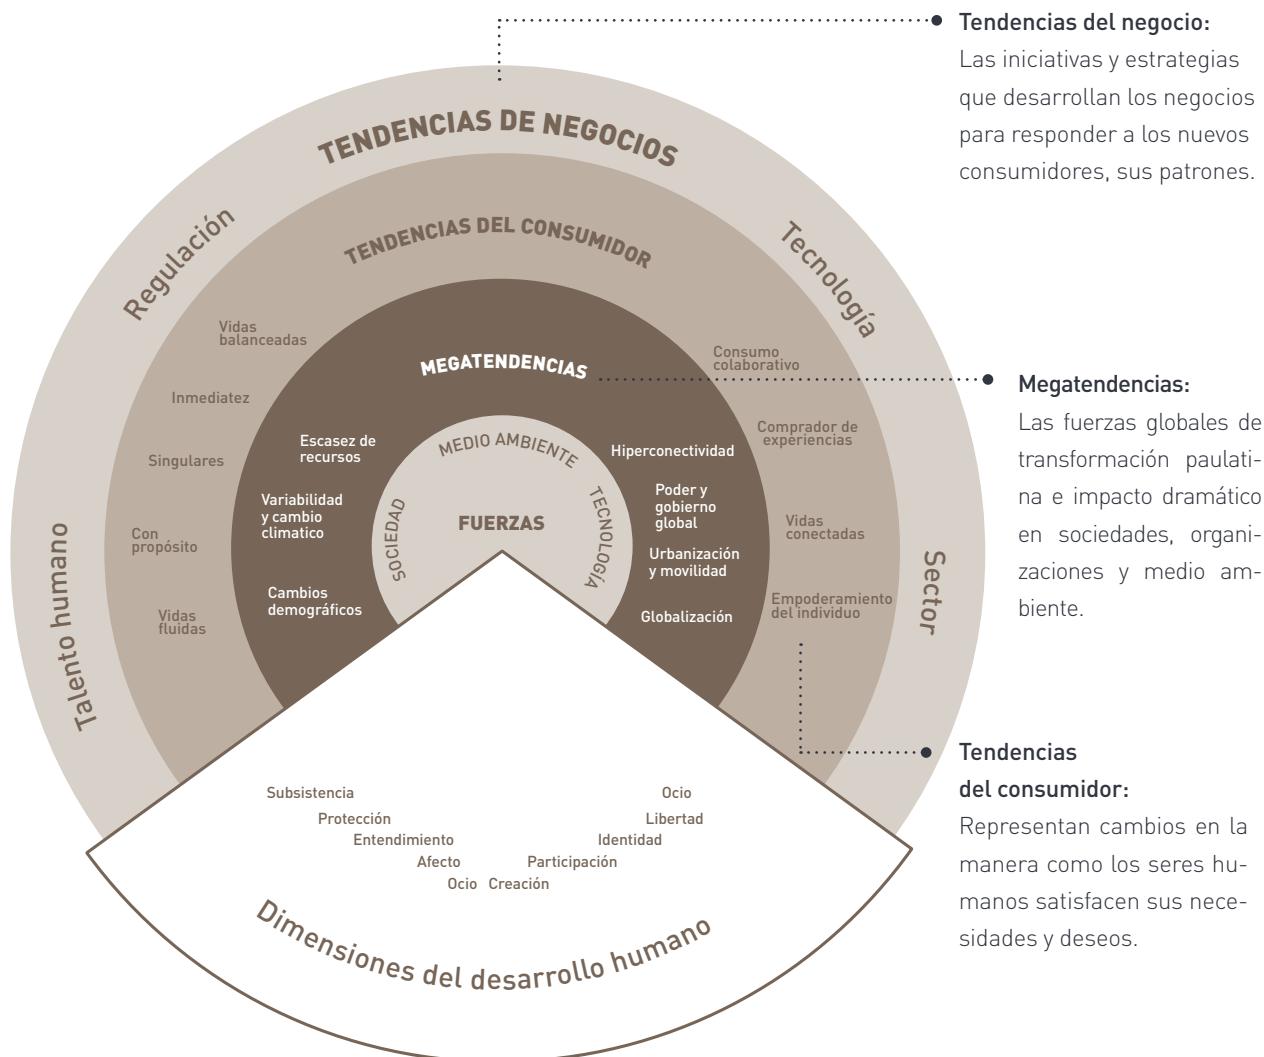 Tendencias del negocio:
Las iniciativas y estrategias
que desarrollan los negocios
para responder a los nuevos
consumidores, sus patrones.
TENDENCIAS DE NEGOCIOS
Regulación
Tecnología
Talento humano
Sector
TENDENCIAS DEL CONSUMIDOR
Vidas
balanceadas
Inmediatez
Singulares
Con
propósito
Vidas
fluidas
Consumo
colaborativo
Comprador de
experiencias
Vidas
conectadas
Empoderamiento
del individuo
MEGATENDENCIAS
Escasez de
recursos
Variabilidad
y cambio
climatico
Cambios
demográficos
Hiperconectividad
Poder y
gobierno
global
Urbanización
y movilidad
Globalización
MEDIO AMBIENTE
SOCIEDAD
TECNOLOGÍA
FUERZAS
Megatendencias:
Las fuerzas globales de
transformación paulati-
na e impacto dramático
en sociedades, organi-
zaciones y medio am-
biente.
Tendencias
del consumidor:
Representan cambios en la
manera como los seres hu-
manos satisfacen sus nece-
sidades y deseos.
Subsistencia
Protección
Entendimiento
Afecto
Ocio
Creación
Participación
Identidad
Libertad
Ocio
Dimensiones del desarrollo humano